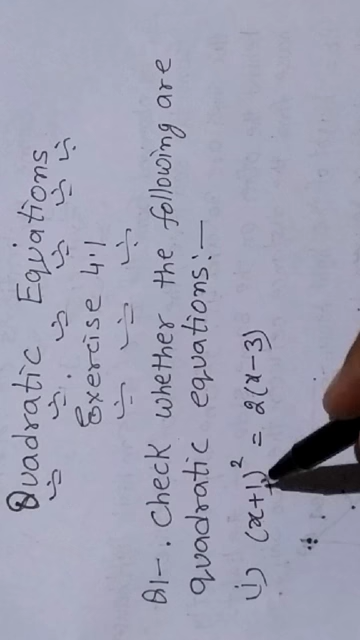 Quadratic Equations
Exercise 4.1
Q1-. Check whether the following are
quadratic equations:-
i) (x+1)² = 2(x-3)